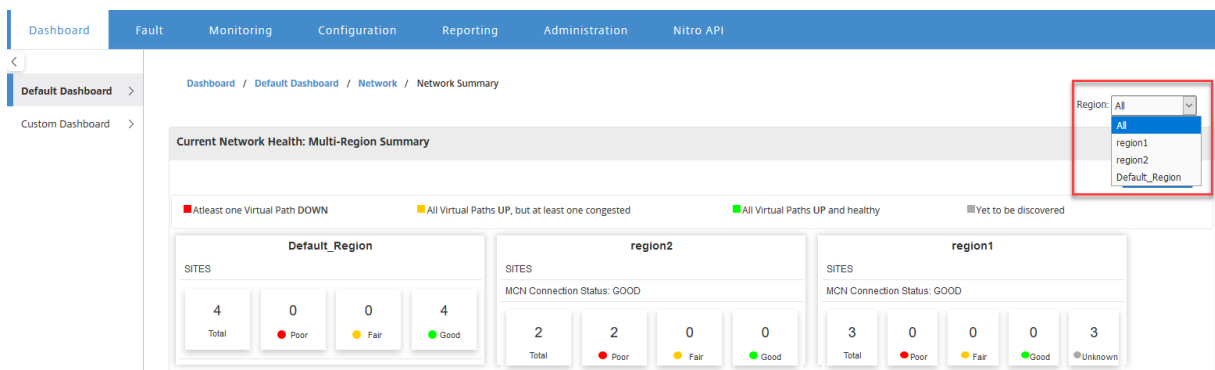 Dashboard Fault Monitoring Configuration Reporting Administration Nitro API
Default Dashboard
Custom Dashboard
Dashboard / Default Dashboard / Network / Network Summary
Region: All
All
region1
region2
Default_Region
Current Network Health: Multi-Region Summary
Atleast one Virtual Path DOWN All Virtual Paths UP, but at least one congested All Virtual Paths UP and healthy Yet to be discovered
Default_Region
SITES
4 0 0 4
Total Poor Fair Good
region2
SITES
MCN Connection Status: GOOD
2 2 0 0
Total Poor Fair Good
region1
SITES
MCN Connection Status: GOOD
3 0 0 0 3
Total Poor Fair Good Unknown